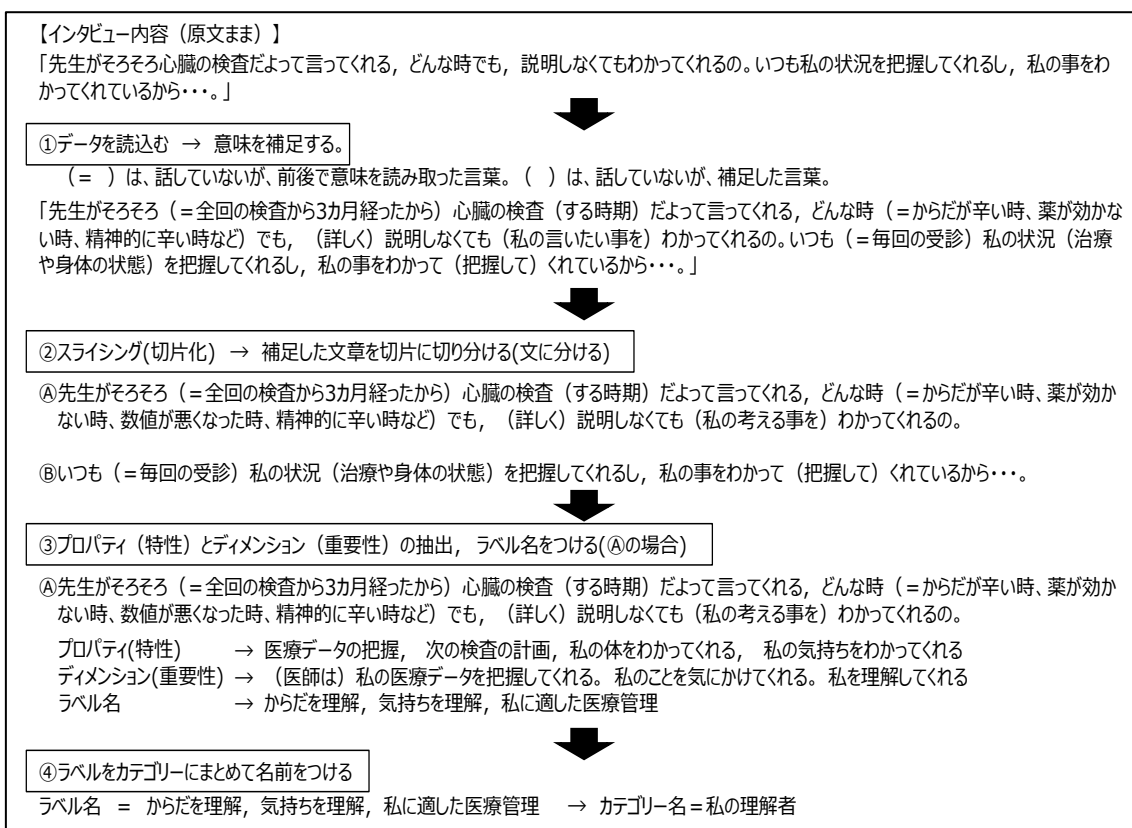 【インタビュー内容（原文まま）】
「先生がそろそろ心臓の検査だよって言ってくれる，どんな時でも，説明しなくてもわかってくれるの。いつも私の状況を把握してくれるし，私の事をわ
かってくれているから・・・。」
①データを読込む → 意味を補足する。
（＝ ）は、話していないが、前後で意味を読み取った言葉。（ ）は、話していないが、補足した言葉。
「先生がそろそろ（＝全回の検査から3カ月経ったから）心臓の検査（する時期）だよって言ってくれる，どんな時（＝からだが辛い時、薬が効かな
い時、精神的に辛い時など）でも，（詳しく）説明しなくても（私の言いたい事を）わかってくれるの。いつも（＝毎回の受診）私の状況（治療
や身体の状態）を把握してくれるし，私の事をわかって（把握して）くれているから・・・。」
②スライシング(切片化) → 補足した文章を切片に切り分ける(文に分ける)
Ⓐ先生がそろそろ（＝全回の検査から3カ月経ったから）心臓の検査（する時期）だよって言ってくれる，どんな時（＝からだが辛い時、薬が効か
ない時、数値が悪くなった時、精神的に辛い時など）でも，（詳しく）説明しなくても（私の考える事を）わかってくれるの。
Ⓑいつも（＝毎回の受診）私の状況（治療や身体の状態）を把握してくれるし，私の事をわかって（把握して）くれているから・・・。
③プロパティ（特性）とディメンション（重要性）の抽出，ラベル名をつける(Ⓐの場合)
Ⓐ先生がそろそろ（＝全回の検査から3カ月経ったから）心臓の検査（する時期）だよって言ってくれる，どんな時（＝からだが辛い時、薬が効か
ない時、数値が悪くなった時、精神的に辛い時など）でも，（詳しく）説明しなくても（私の考える事を）わかってくれるの。
プロパティ(特性) → 医療データの把握，次の検査の計画，私の体をわかってくれる，私の気持ちをわかってくれる
ディメンション(重要性) → （医師は）私の医療データを把握してくれる。私のことを気にかけてくれる。私を理解してくれる
ラベル名 → からだを理解，気持ちを理解，私に適した医療管理
④ラベルをカテゴリーにまとめて名前をつける
ラベル名 ＝ からだを理解，気持ちを理解，私に適した医療管理 → カテゴリー名＝私の理解者